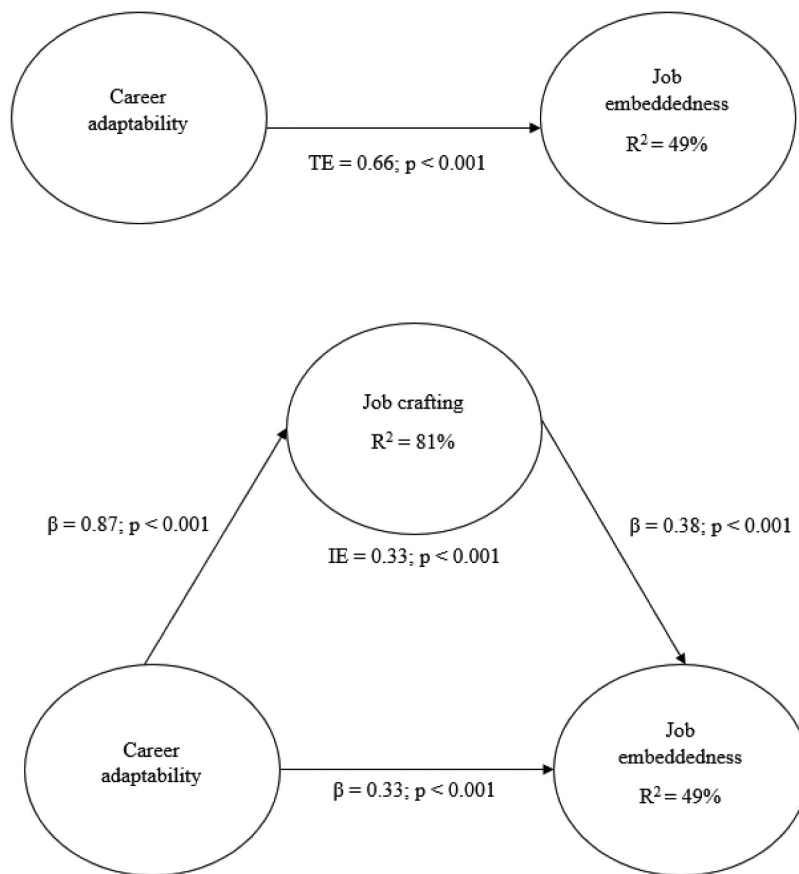 Career
adaptability
Job
embeddedness
R² = 49%
TE = 0.66; p < 0.001
Job crafting
R² = 81%
β = 0.87; p < 0.001
β = 0.38; p < 0.001
IE = 0.33; p < 0.001
Career
adaptability
Job
embeddedness
R² = 49%
β = 0.33; p < 0.001